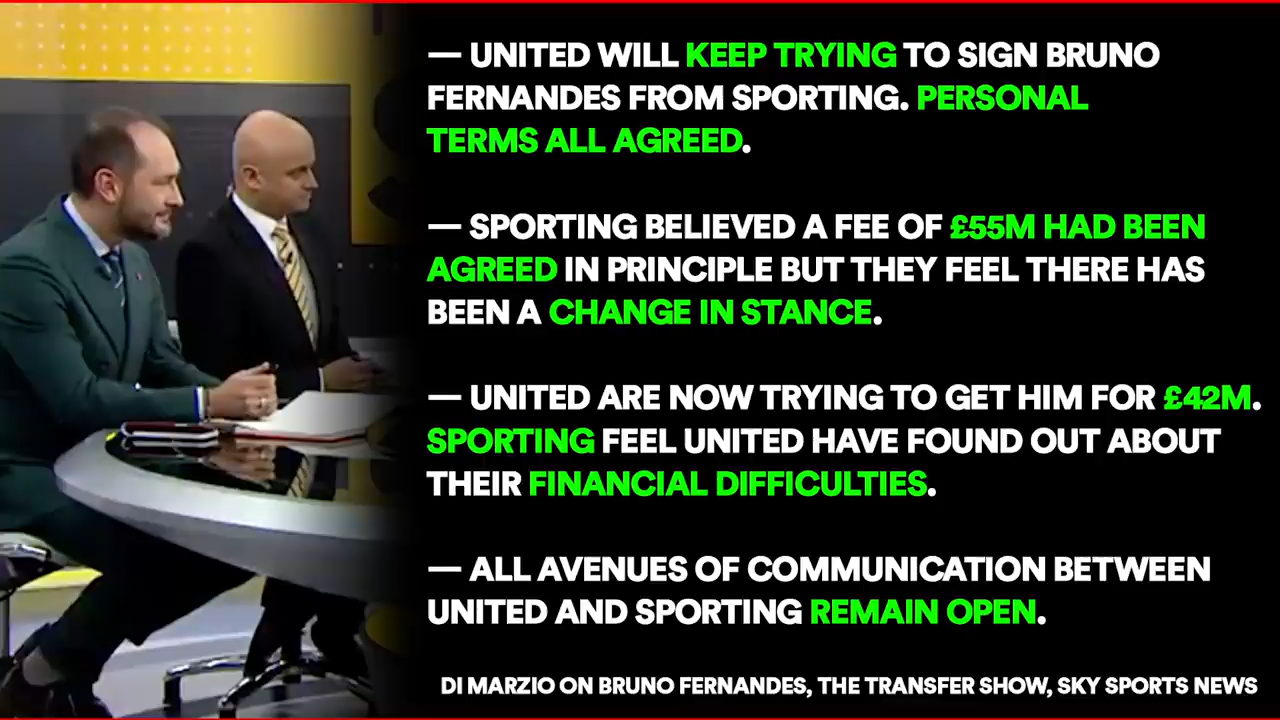 — UNITED WILL KEEP TRYING TO SIGN BRUNO
FERNANDES FROM SPORTING. PERSONAL
TERMS ALL AGREED.
— SPORTING BELIEVED A FEE OF £55M HAD BEEN
AGREED IN PRINCIPLE BUT THEY FEEL THERE HAS
BEEN A CHANGE IN STANCE.
— UNITED ARE NOW TRYING TO GET HIM FOR £42M.
SPORTING FEEL UNITED HAVE FOUND OUT ABOUT
THEIR FINANCIAL DIFFICULTIES.
— ALL AVENUES OF COMMUNICATION BETWEEN
UNITED AND SPORTING REMAIN OPEN.
DI MARZIO ON BRUNO FERNANDES, THE TRANSFER SHOW, SKY SPORTS NEWS